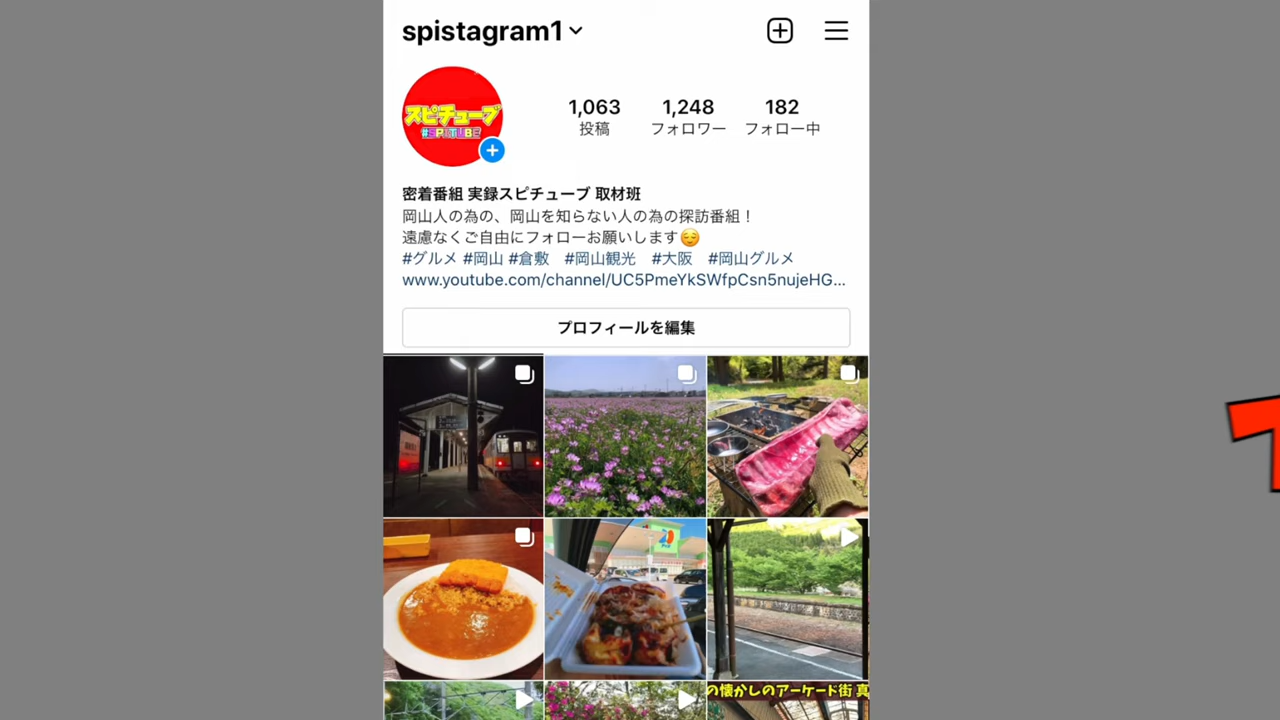 spistagram1
スピチューブ
#SPITUBE
1,063
投稿
1,248
フォロワー
182
フォロー中
密着番組 実録スピチューブ 取材班
岡山人の為の、岡山を知らない人の為の探訪番組！
遠慮なくご自由にフォローお願いします😌
#グルメ #岡山 #倉敷　#岡山観光　#大阪　#岡山グルメ
www.youtube.com/channel/UC5PmeYkSWfpCsn5nujeHG...
プロフィールを編集
の懐かしのアーケード街 真